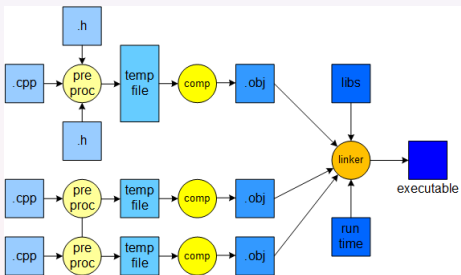 .h
.cpp
pre
proc
temp
file
comp
.obj
libs
.h
linker
executable
.cpp
pre
proc
temp
file
comp
.obj
run
time
.cpp
pre
proc
temp
file
comp
.obj